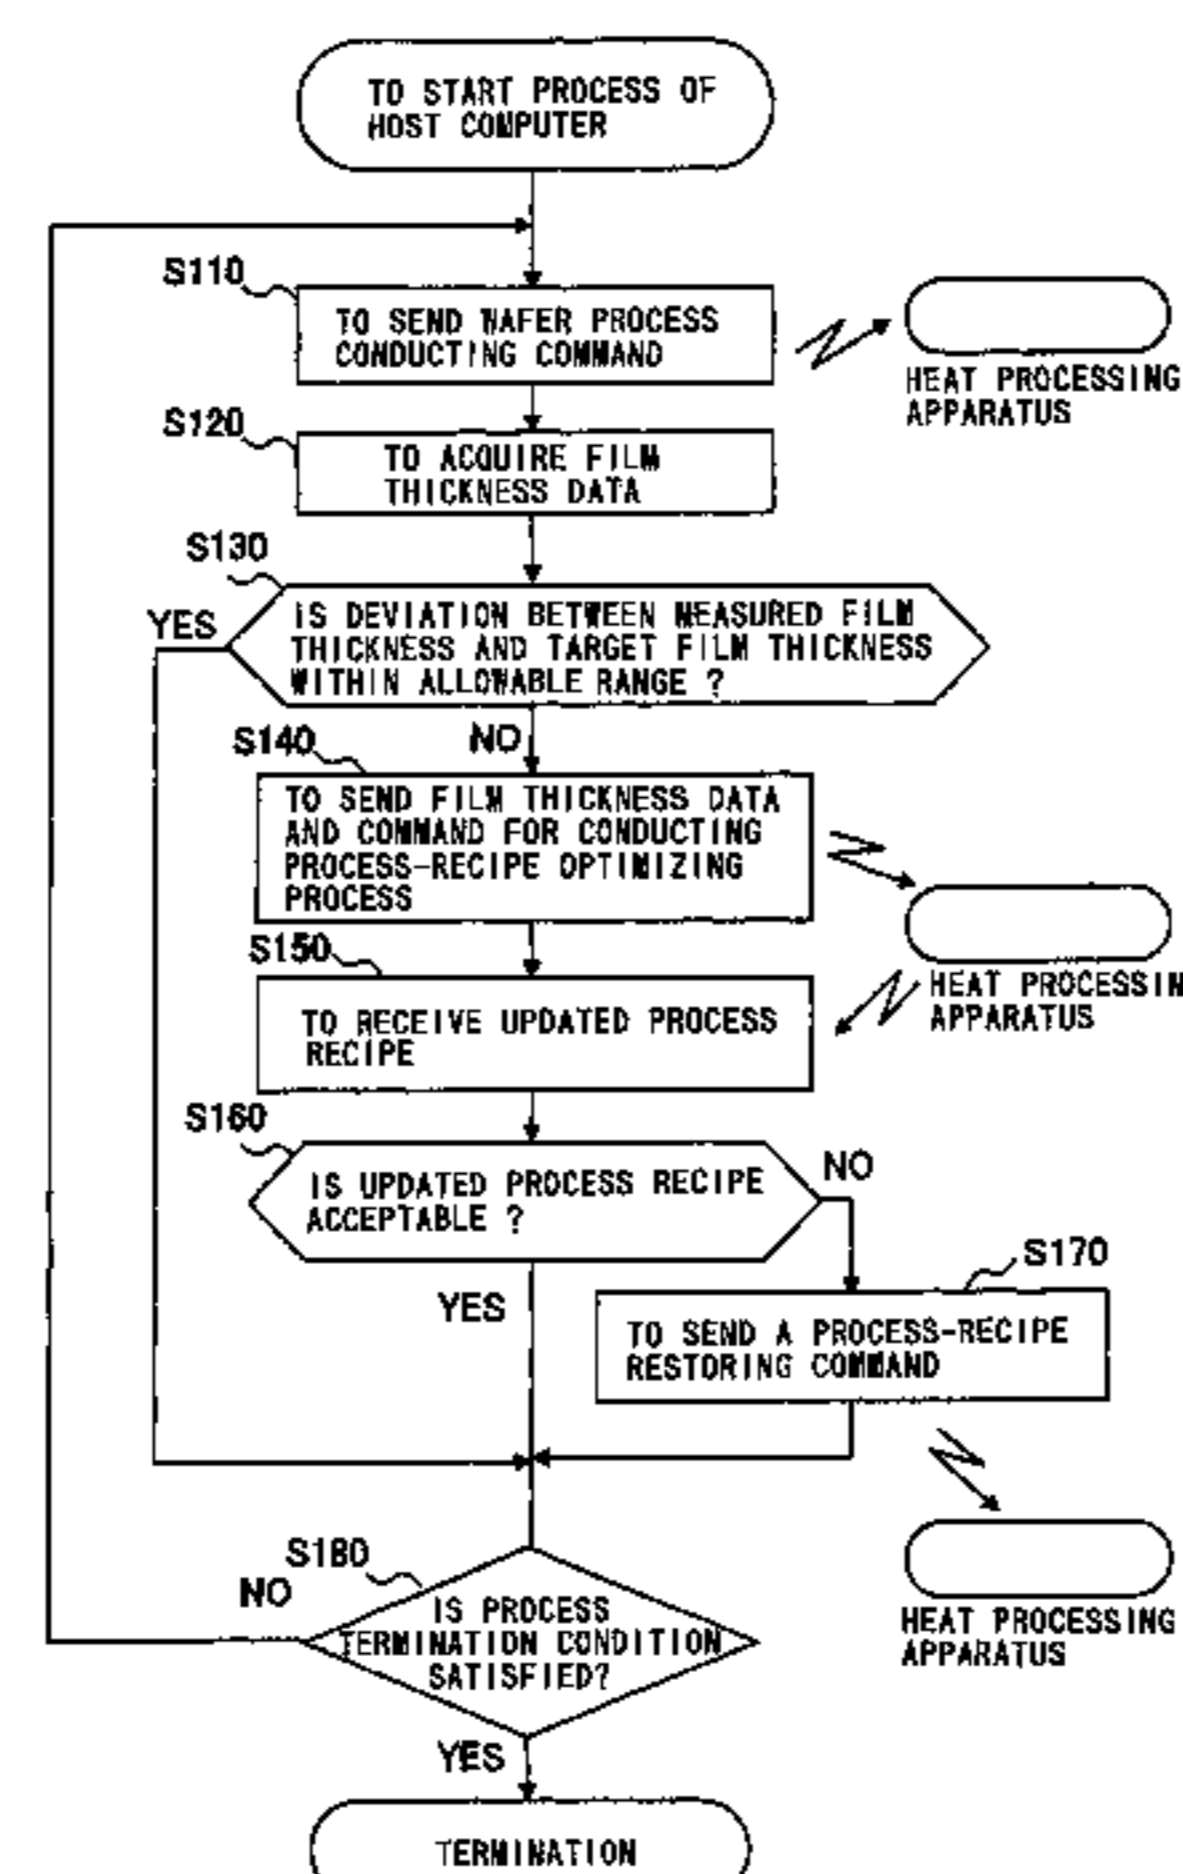 TO START PROCESS OF
HOST COMPUTER
S110
TO SEND WAFER PROCESS
CONDUCTING COMMAND
HEAT PROCESSING
APPARATUS
S120
TO ACQUIRE FILM
THICKNESS DATA
S130
YES
IS DEVIATION BETWEEN MEASURED FILM
THICKNESS AND TARGET FILM THICKNESS
WITHIN ALLOWABLE RANGE ?
NO
S140
TO SEND FILM THICKNESS DATA
AND COMMAND FOR CONDUCTING
PROCESS-RECIPE OPTIMIZING
PROCESS
S150
HEAT PROCESSIN
APPARATUS
TO RECEIVE UPDATED PROCESS
RECIPE
S160
IS UPDATED PROCESS RECIPE
ACCEPTABLE ?
NO
YES
S170
TO SEND A PROCESS-RECIPE
RESTORING COMMAND
S180
NO
IS PROCESS
TERMINATION CONDITION
SATISFIED?
HEAT PROCESSING
APPARATUS
YES
TERMINATION